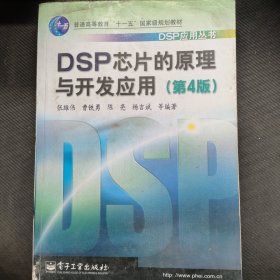 普通高等教育"十一五"国家级规划教材
DSP应用丛书
DSP芯片的原理
与开发应用(第4版)
张雄伟 曹铁勇 陈亮 杨吉斌 等编著
DSP
电子工业出版社
http://www.phei.com.cn